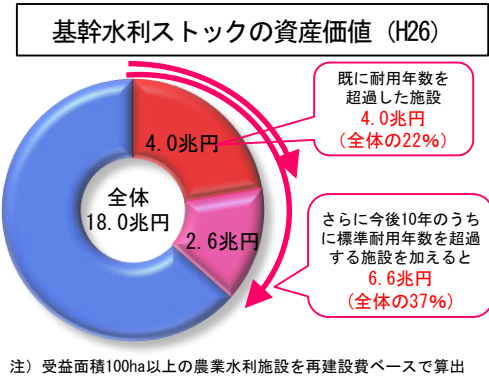 基幹水利ストックの資産価値（H26）
既に耐用年数を
超過した施設
4.0兆円
（全体の22％）
4.0兆円
全体
18.0兆円
2.6兆円
さらに今後10年のうち
に標準耐用年数を超過
する施設を加えると
6.6兆円
（全体の37％）
注）受益面積100ha以上の農業水利施設を再建設費ベースで算出